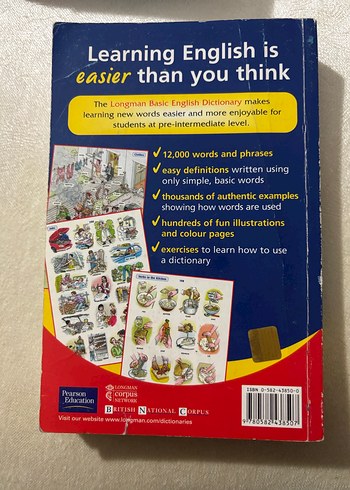 Learning English is
easier than you think
The Longman Basic English Dictionary makes
learning new words easier and more enjoyable for
students at pre-intermediate level.
12,000 words and phrases
easy definitions written using
only simple, basic words
thousands of authentic examples
showing how words are used
hundreds of fun illustrations
and colour pages
exercises to learn how to use
a dictionary
Pearson
Education
LONGMAN
corpus
NETWORK
BRITISH NATIONAL CORPUS
Visit our website www.longman.com/dictionaries
ISBN 0-582-43850-0
9 780582 438507